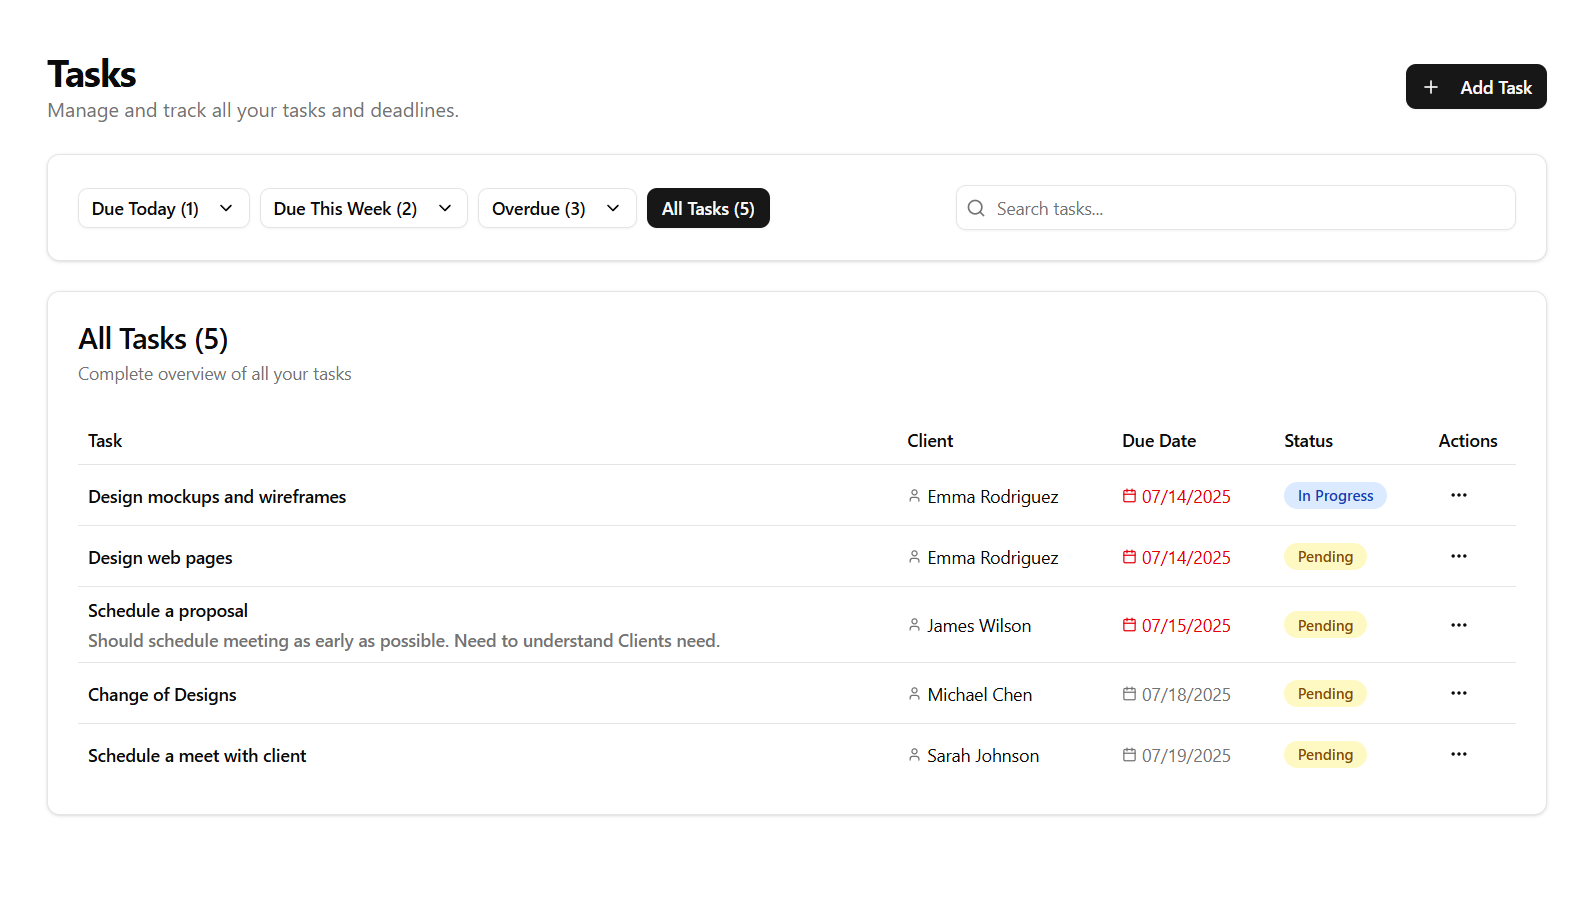 Tasks
Manage and track all your tasks and deadlines.
Add Task
Due Today (1)
Due This Week (2)
Overdue (3)
All Tasks (5)
Search tasks...
All Tasks (5)
Complete overview of all your tasks
Task Client Due Date Status Actions
Design mockups and wireframes Emma Rodriguez 07/14/2025 In Progress
Design web pages Emma Rodriguez 07/14/2025 Pending
Schedule a proposal
Should schedule meeting as early as possible. Need to understand Clients need.
James Wilson 07/15/2025 Pending
Change of Designs Michael Chen 07/18/2025 Pending
Schedule a meet with client Sarah Johnson 07/19/2025 Pending